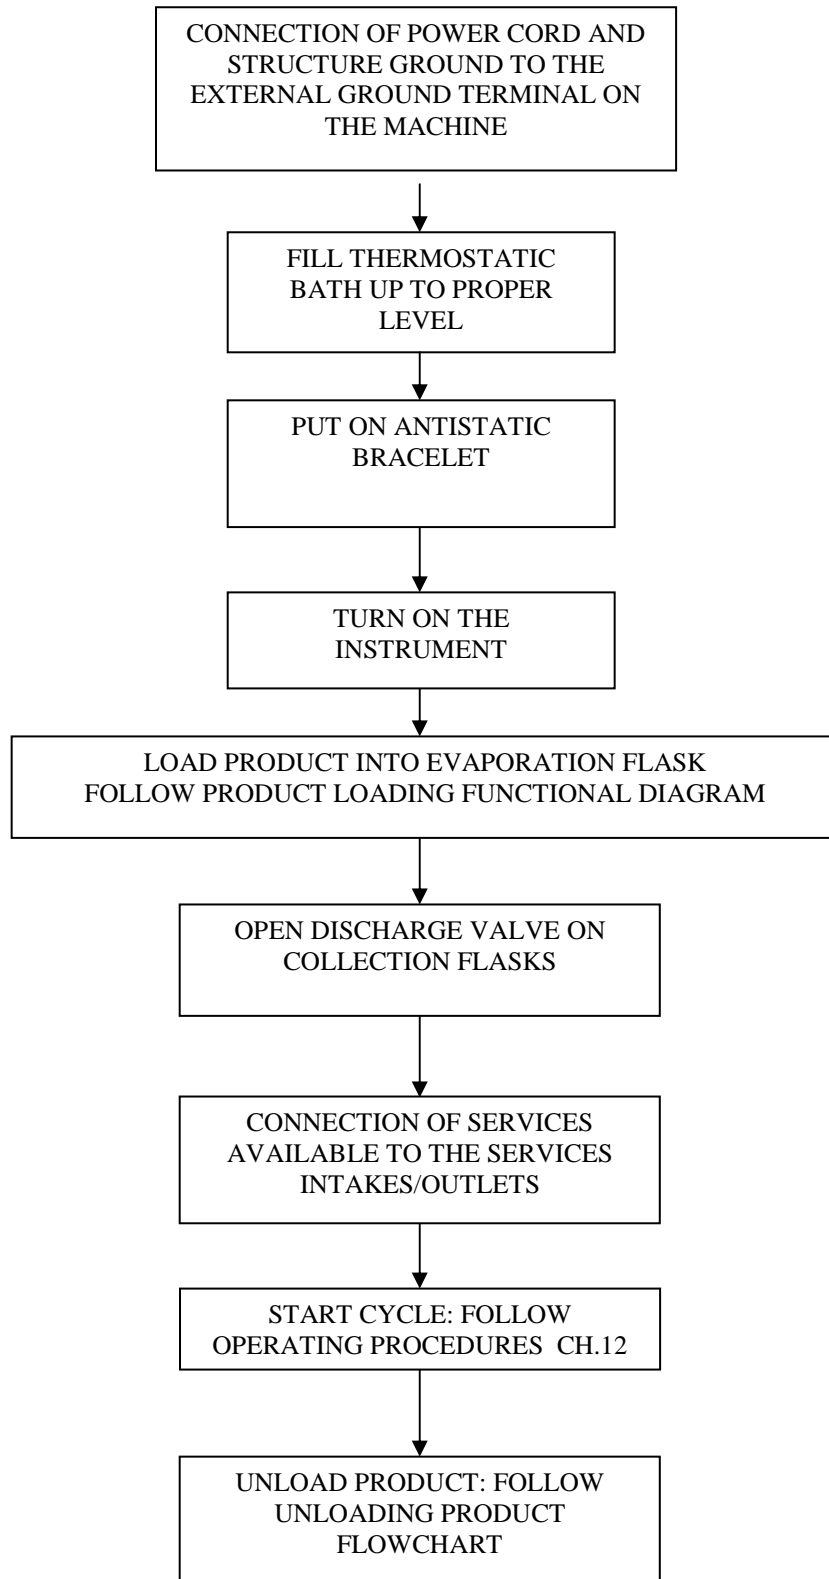 CONNECTION OF POWER CORD AND
STRUCTURE GROUND TO THE
EXTERNAL GROUND TERMINAL ON
THE MACHINE
FILL THERMOSTATIC
BATH UP TO PROPER
LEVEL
PUT ON ANTISTATIC
BRACELET
TURN ON THE
INSTRUMENT
LOAD PRODUCT INTO EVAPORATION FLASK
FOLLOW PRODUCT LOADING FUNCTIONAL DIAGRAM
OPEN DISCHARGE VALVE ON
COLLECTION FLASKS
CONNECTION OF SERVICES
AVAILABLE TO THE SERVICES
INTAKES/OUTLETS
START CYCLE: FOLLOW
OPERATING PROCEDURES  CH.12
UNLOAD PRODUCT: FOLLOW
UNLOADING PRODUCT
FLOWCHART